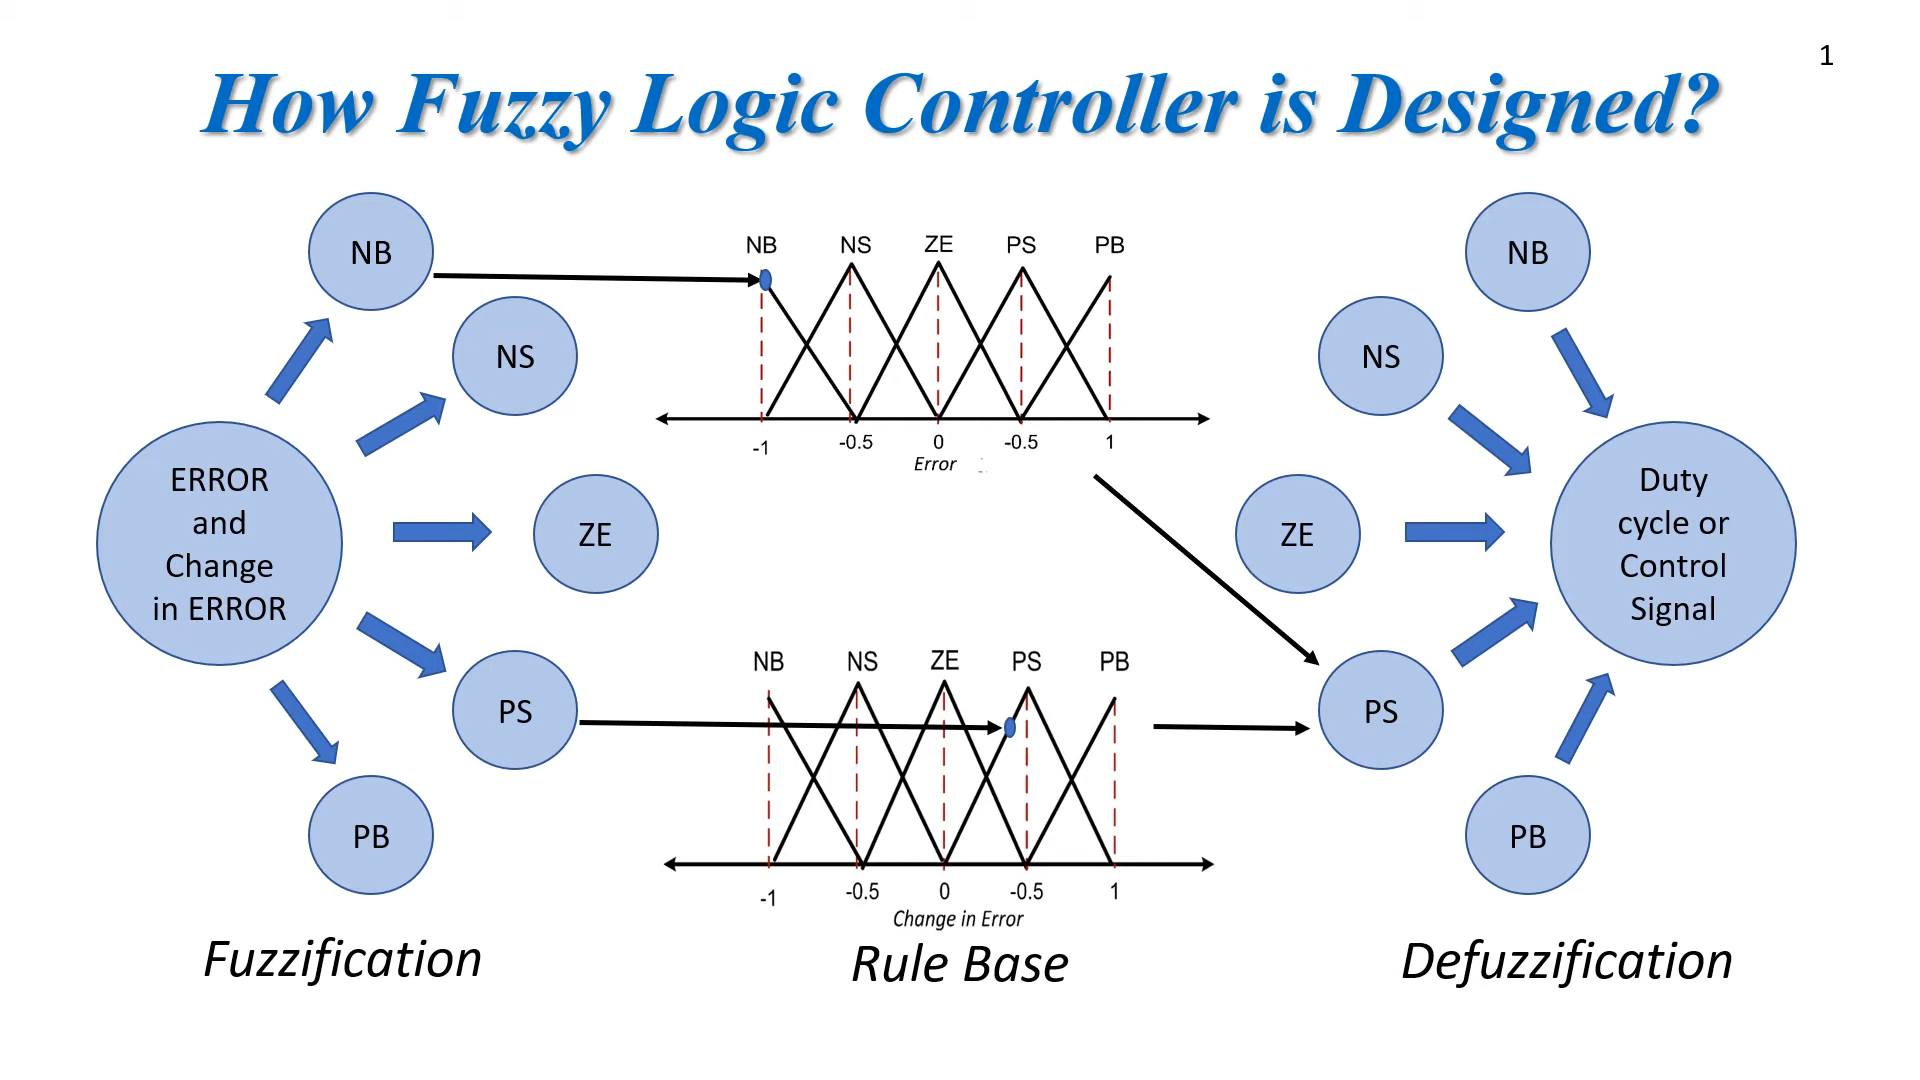 1
How Fuzzy Logic Controller is Designed?
NB
NS
ERROR
and
Change
in ERROR
ZE
PS
PB
Fuzzification
NB NS ZE PS PB
-1 -0.5 0 -0.5 1
Error
NB NS ZE PS PB
-1 -0.5 0 -0.5 1
Change in Error
Rule Base
NB
NS
ZE
PS
PB
Duty
cycle or
Control
Signal
Defuzzification